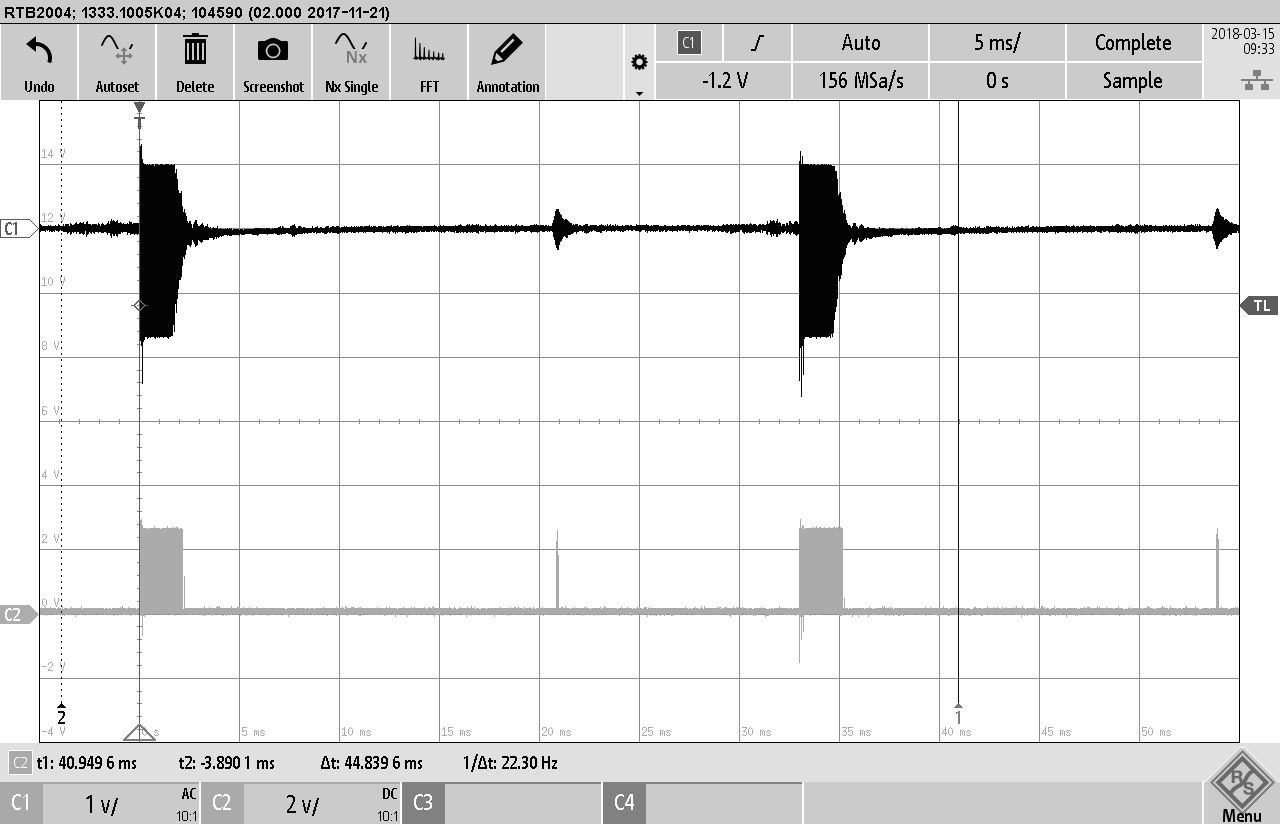 RTB2004; 1333.1005K04; 104590 (02.000 2017-11-21)
Undo
Autoset
Delete
Screenshot
Nx
Nx Single
FFT
Annotation
C1
Auto
5 ms/
Complete
2018-03-15
09:33
-1.2 V
156 MSa/s
0 s
Sample
T
14 V
12 V
C1
10 V
TL
8 V
6 V
4 V
2 V
0 V
C2
-2 V
2
1
-4 V
0 s
5 ms
10 ms
15 ms
20 ms
25 ms
30 ms
35 ms
40 ms
45 ms
50 ms
C2 t1: 40.949 6 ms t2: -3.890 1 ms Δt: 44.839 6 ms 1/Δt: 22.30 Hz
C1 1 V/ AC 10:1
C2 2 V/ DC 10:1
C3
C4
R S
Menu